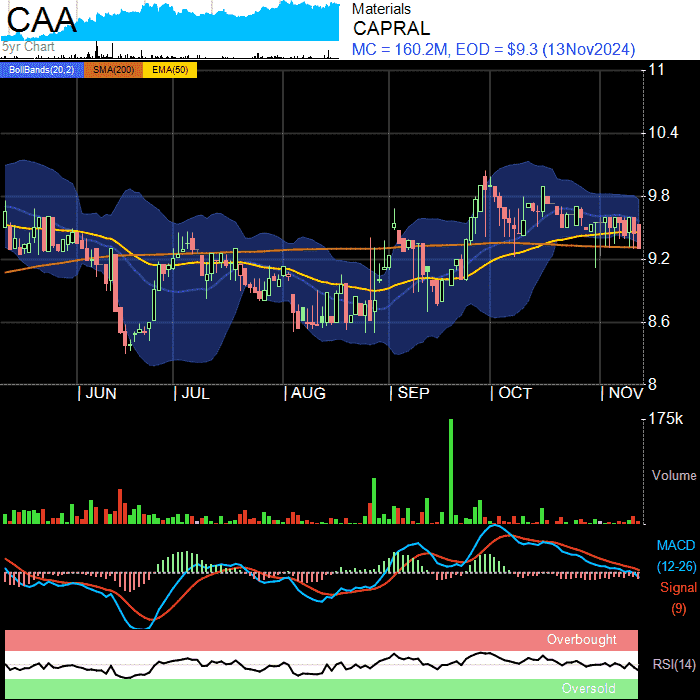 CAA
5yr Chart
Materials
CAPRAL
MC = 160.2M, EOD = $9.3 (13Nov2024)
BollBands(20,2) SMA(200) EMA(50)
11
10.4
9.8
9.2
8.6
8
JUN JUL AUG SEP OCT NOV
175k
Volume
MACD
(12-26)
Signal
(9)
Overbought
RSI(14)
Oversold